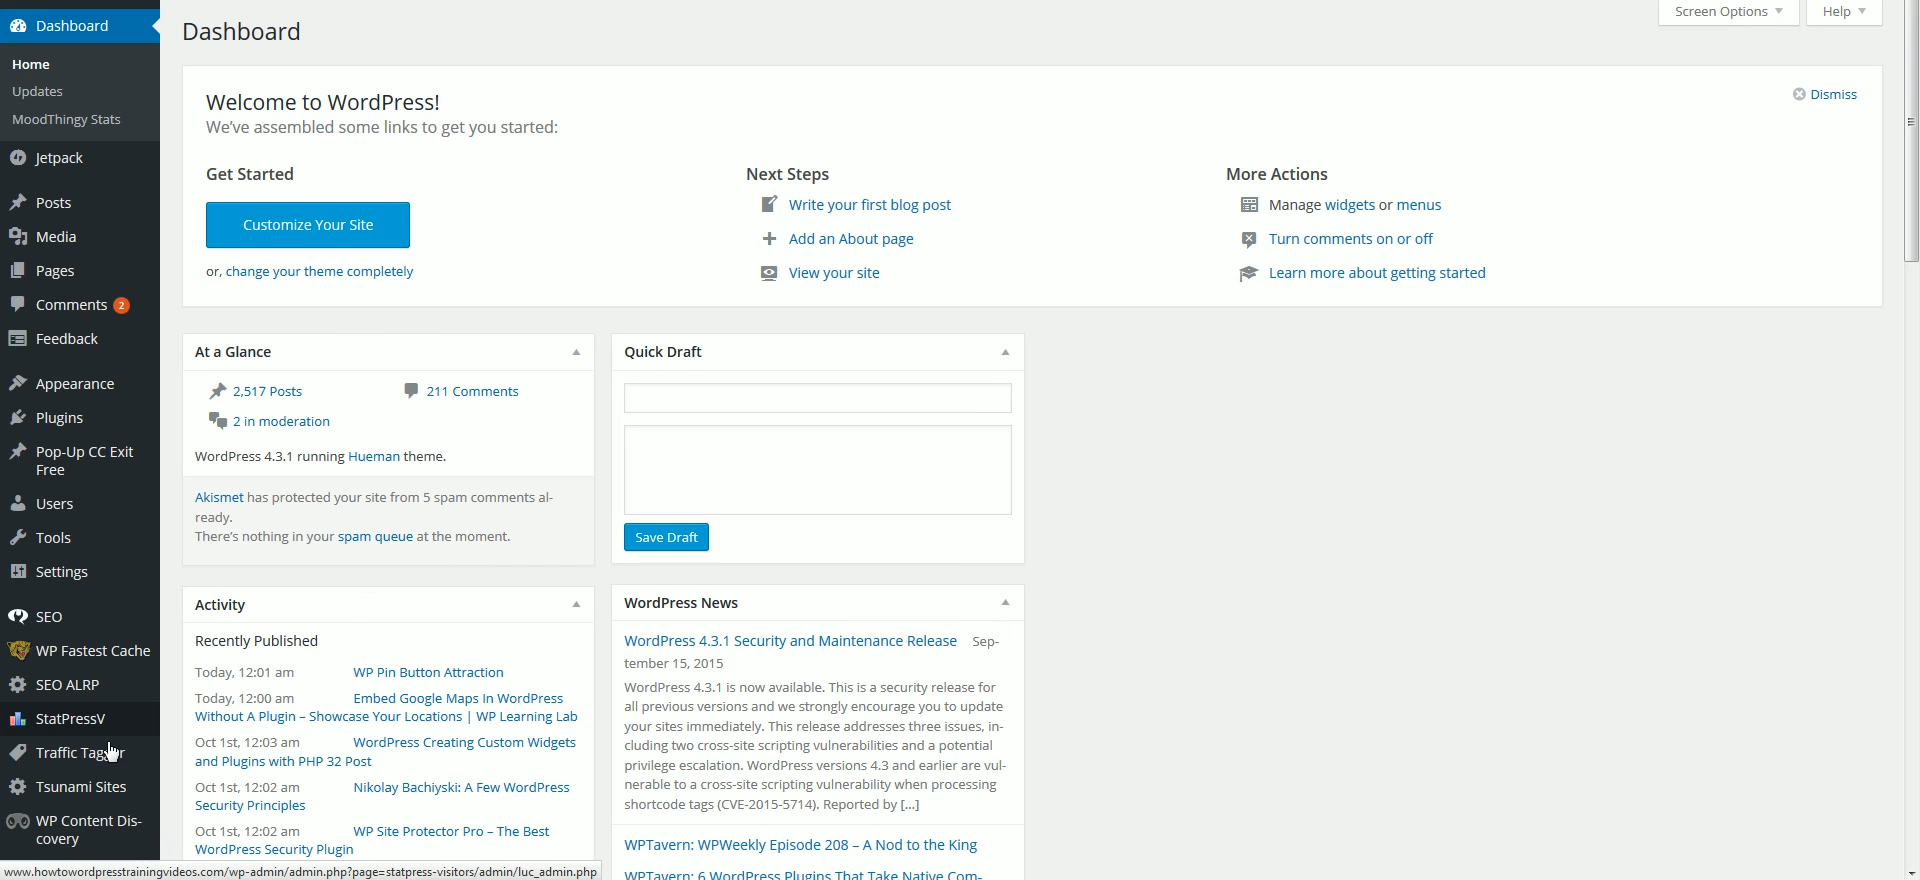 Dashboard
Home
Updates
MoodThingy Stats
Jetpack
Posts
Media
Pages
Comments 2
Feedback
Appearance
Plugins
Pop-Up CC Exit
Free
Users
Tools
Settings
SEO
WP Fastest Cache
SEO ALRP
StatPressV
Traffic
Tsunami Sites
WP Content Dis-
covery
Screen Options
Help
Dashboard
Welcome to WordPress!
Dismiss
We've assembled some links to get you started:
Get Started
Customize Your Site
or, change your theme completely
Next Steps
Write your first blog post
Add an About page
View your site
More Actions
Manage widgets or menus
Turn comments on or off
Learn more about getting started
At a Glance
2,517 Posts
211 Comments
2 in moderation
WordPress 4.3.1 running Hueman theme.
Akismet has protected your site from 5 spam comments al-
ready.
There's nothing in your spam queue at the moment.
Activity
Recently Published
Today, 12:01 am WP Pin Button Attraction
Today, 12:00 am Embed Google Maps In WordPress
Without A Plugin – Showcase Your Locations | WP Learning Lab
Oct 1st, 12:03 am WordPress Creating Custom Widgets
and Plugins with PHP 32 Post
Oct 1st, 12:02 am Nikolay Bachiyski: A Few WordPress
Security Principles
Oct 1st, 12:02 am WP Site Protector Pro – The Best
WordPress Security Plugin
Quick Draft
Save Draft
WordPress News
WordPress 4.3.1 Security and Maintenance Release Sep-
tember 15, 2015
WordPress 4.3.1 is now available. This is a security release for
all previous versions and we strongly encourage you to update
your sites immediately. This release addresses three issues, in-
cluding two cross-site scripting vulnerabilities and a potential
privilege escalation. WordPress versions 4.3 and earlier are vul-
nerable to a cross-site scripting vulnerability when processing
shortcode tags (CVE-2015-5714). Reported by [...]
WPTavern: WPWeekly Episode 208 – A Nod to the King
WPTavern: 6 WordPress Plugins That Take Native Com-
www.howtowordpresstrainingvideos.com/wp-admin/admin.php?page=statpress-visitors/admin/luc_admin.php